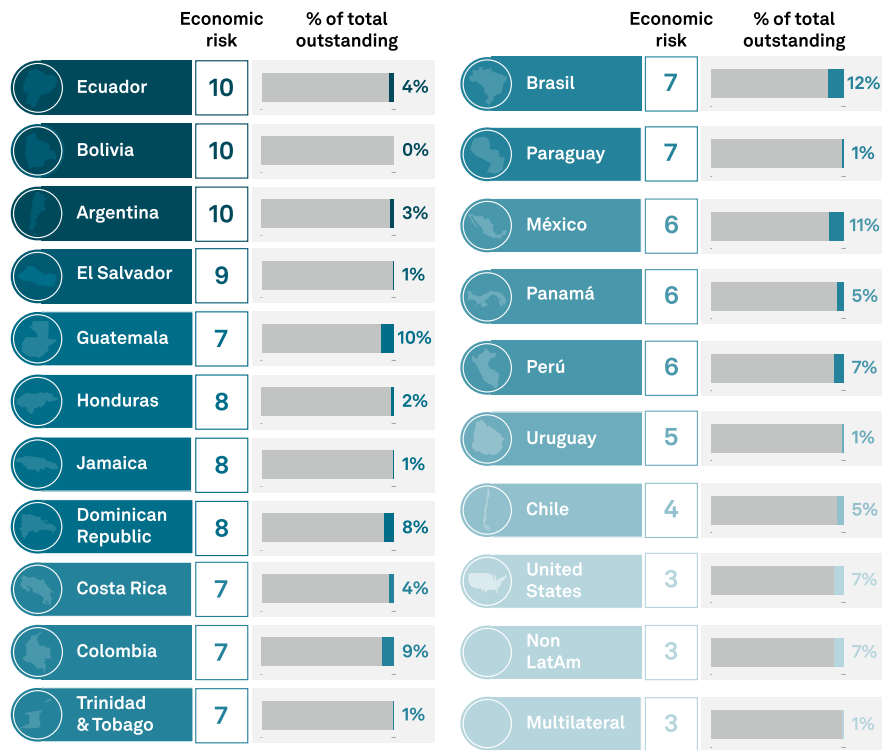 Economic
risk
% of total
outstanding
Ecuador 10 4%
Bolivia 10 0%
Argentina 10 3%
El Salvador 9 1%
Guatemala 7 10%
Honduras 8 2%
Jamaica 8 1%
Dominican
Republic 8 8%
Costa Rica 7 4%
Colombia 7 9%
Trinidad
& Tobago 7 1%
Economic
risk
% of total
outstanding
Brasil 7 12%
Paraguay 7 1%
México 6 11%
Panamá 6 5%
Perú 6 7%
Uruguay 5 1%
Chile 4 5%
United
States 3 7%
Non
LatAm 3 7%
Multilateral 3 1%